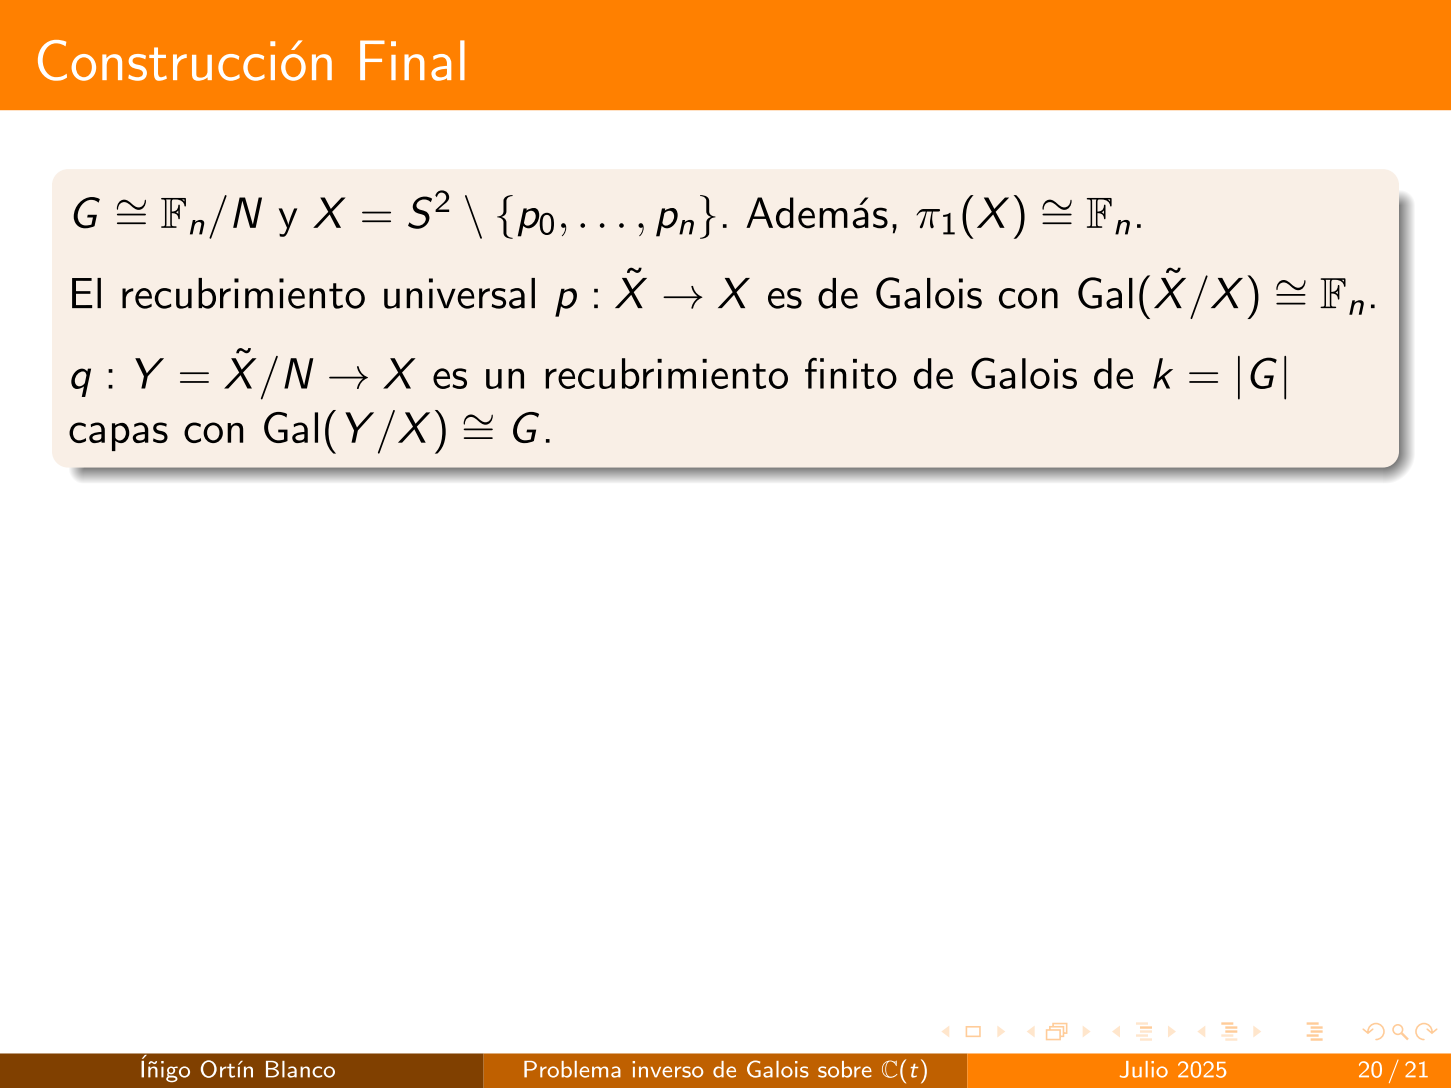 Construcción Final
G ≅ 𝔽ₙ/N y X = S² \ {p₀, . . . , pₙ}. Además, π₁(X) ≅ 𝔽ₙ.
El recubrimiento universal p : X̃ → X es de Galois con Gal(X̃/X) ≅ 𝔽ₙ.
q : Y = X̃/N → X es un recubrimiento finito de Galois de k = |G|
capas con Gal(Y/X) ≅ G.
Íñigo Ortín Blanco Problema inverso de Galois sobre ℂ(t) Julio 2025 20 / 21